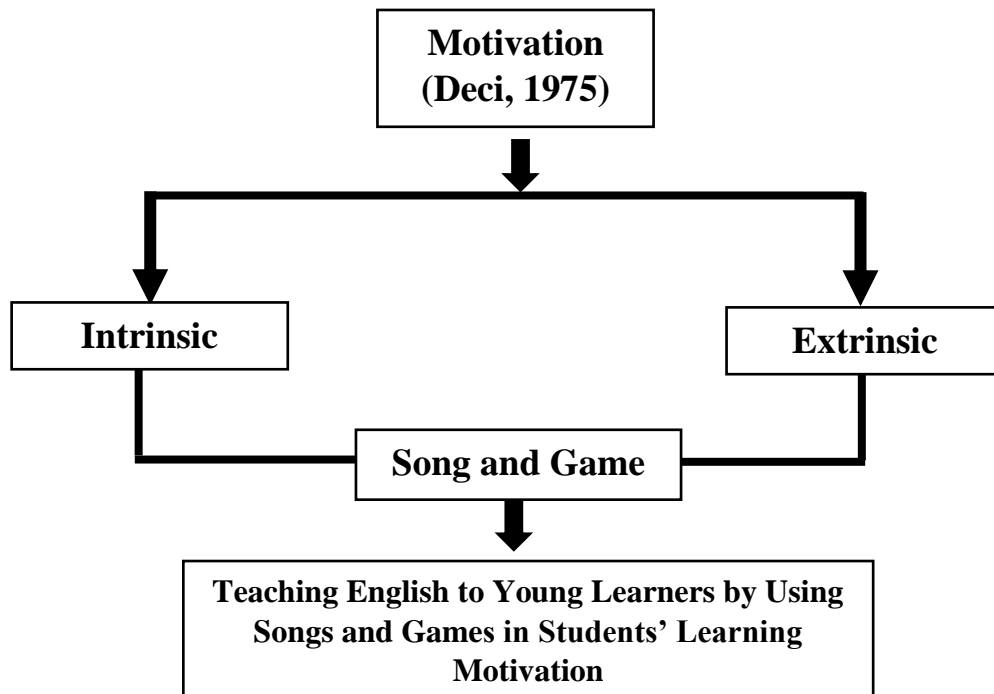 Motivation
(Deci, 1975)
Intrinsic
Extrinsic
Song and Game
Teaching English to Young Learners by Using
Songs and Games in Students’ Learning
Motivation